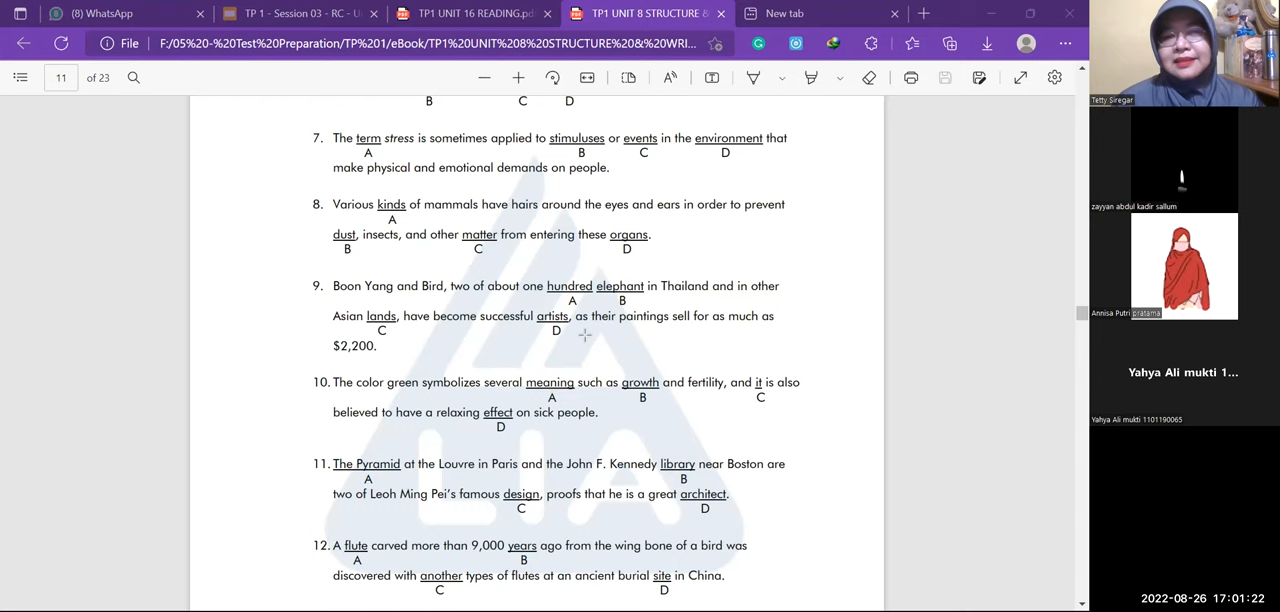 (8) WhatsApp
TP 1 - Session 03 - RC - U
TP1 UNIT 16 READING.pdf
TP1 UNIT 8 STRUCTURE &
New tab
File
F:/05%20-%20Test%20Preparation/TP%201/eBook/TP1%20UNIT%208%20STRUCTURE%20&%20WRI...
11 of 23
B C D
7. The term stress is sometimes applied to stimuluses or events in the environment that
A B C D
make physical and emotional demands on people.
8. Various kinds of mammals have hairs around the eyes and ears in order to prevent
A
dust, insects, and other matter from entering these organs.
B C D
9. Boon Yang and Bird, two of about one hundred elephant in Thailand and in other
A B
Asian lands, have become successful artists, as their paintings sell for as much as
C D
$2,200.
10. The color green symbolizes several meaning such as growth and fertility, and it is also
A B C
believed to have a relaxing effect on sick people.
D
11. The Pyramid at the Louvre in Paris and the John F. Kennedy library near Boston are
A B
two of Leoh Ming Pei's famous design, proofs that he is a great architect.
C D
12. A flute carved more than 9,000 years ago from the wing bone of a bird was
A B
discovered with another types of flutes at an ancient burial site in China.
C D
LIA
Tetty Siregar
zayyan abdul kadir sallum
Annisa Putri pratama
Yahya Ali mukti 1...
Yahya Ali mukti 1101190065
2022-08-26 17:01:22